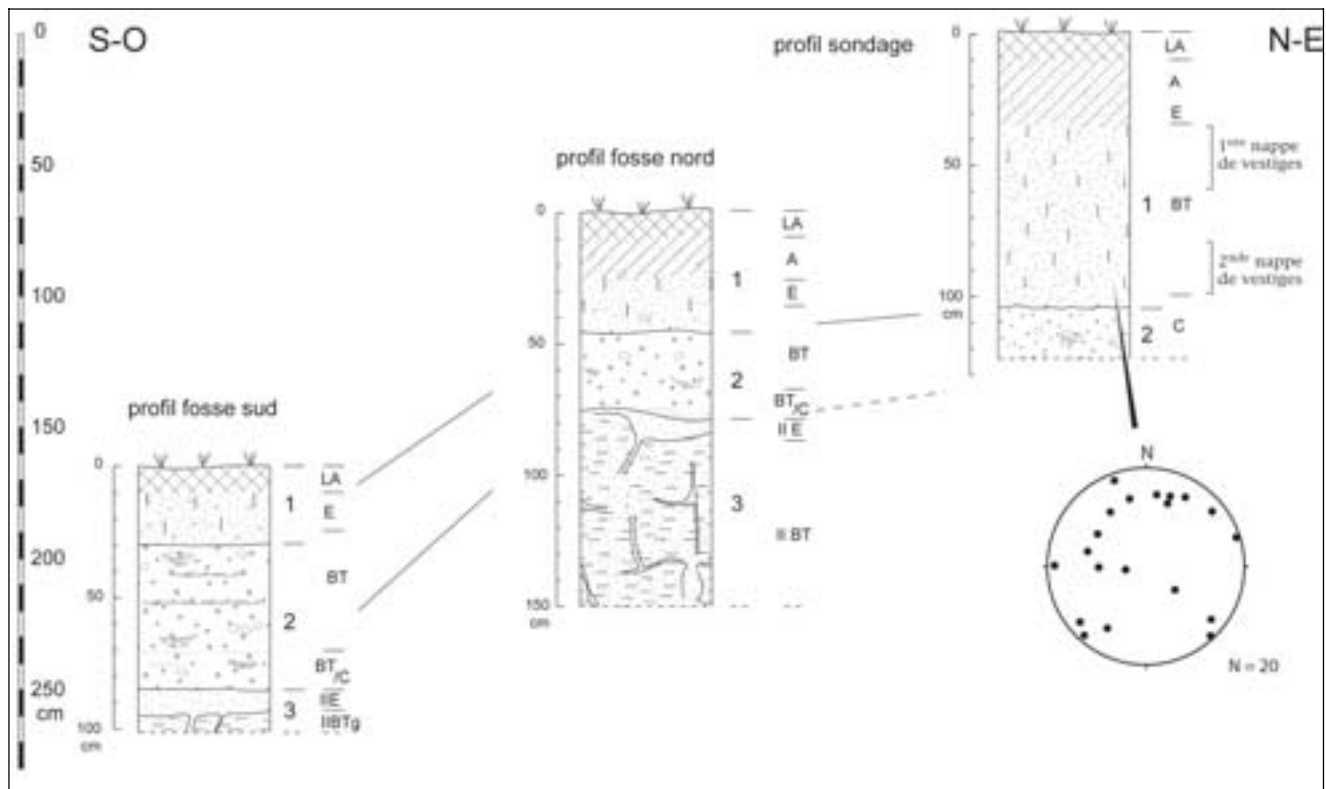 S-O
N-E
0
50
100
150
200
250
cm
profil sondage
0
50
100
cm
LA
A
E
1
BT
2
C
1ère nappe
de vestiges
2nde nappe
de vestiges
profil fosse nord
0
50
100
150
cm
1
2
3
LA
A
E
BT
BT/C
II E
II BT
profil fosse sud
0
50
100
cm
1
2
3
LA
E
BT
BT/C
IIE
IIBTg
N
N = 20